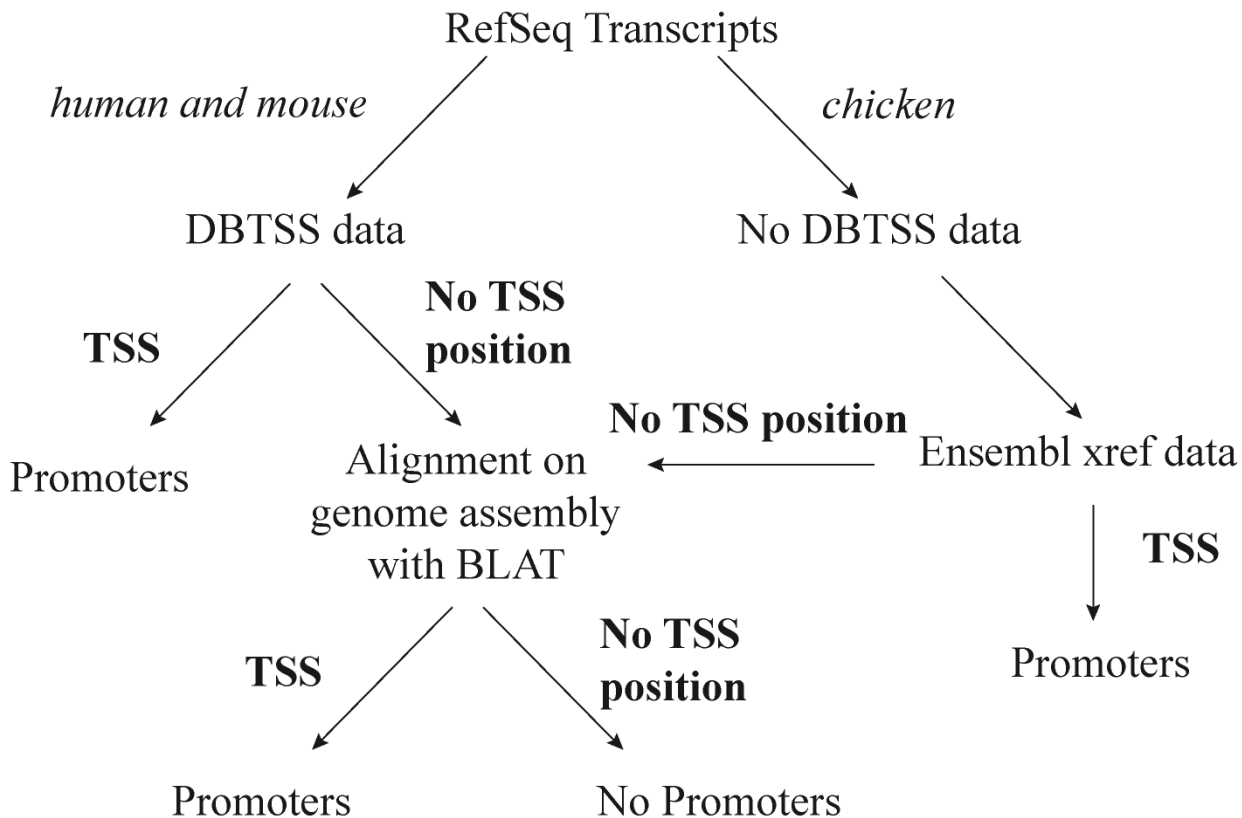 RefSeq Transcripts
human and mouse
chicken
DBTSS data
No DBTSS data
TSS
No TSS
position
No TSS position
Promoters
Alignment on
genome assembly
with BLAT
Ensembl xref data
TSS
TSS
No TSS
position
Promoters
Promoters
No Promoters